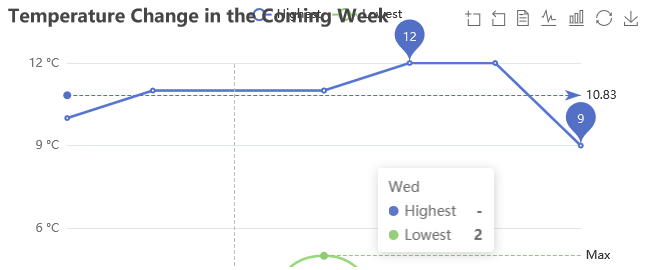 Temperature Change in the Coming Week
Highest Lowest
12
12 °C
10.83
9
9 °C
Wed
Highest -
Lowest 2
6 °C
Max